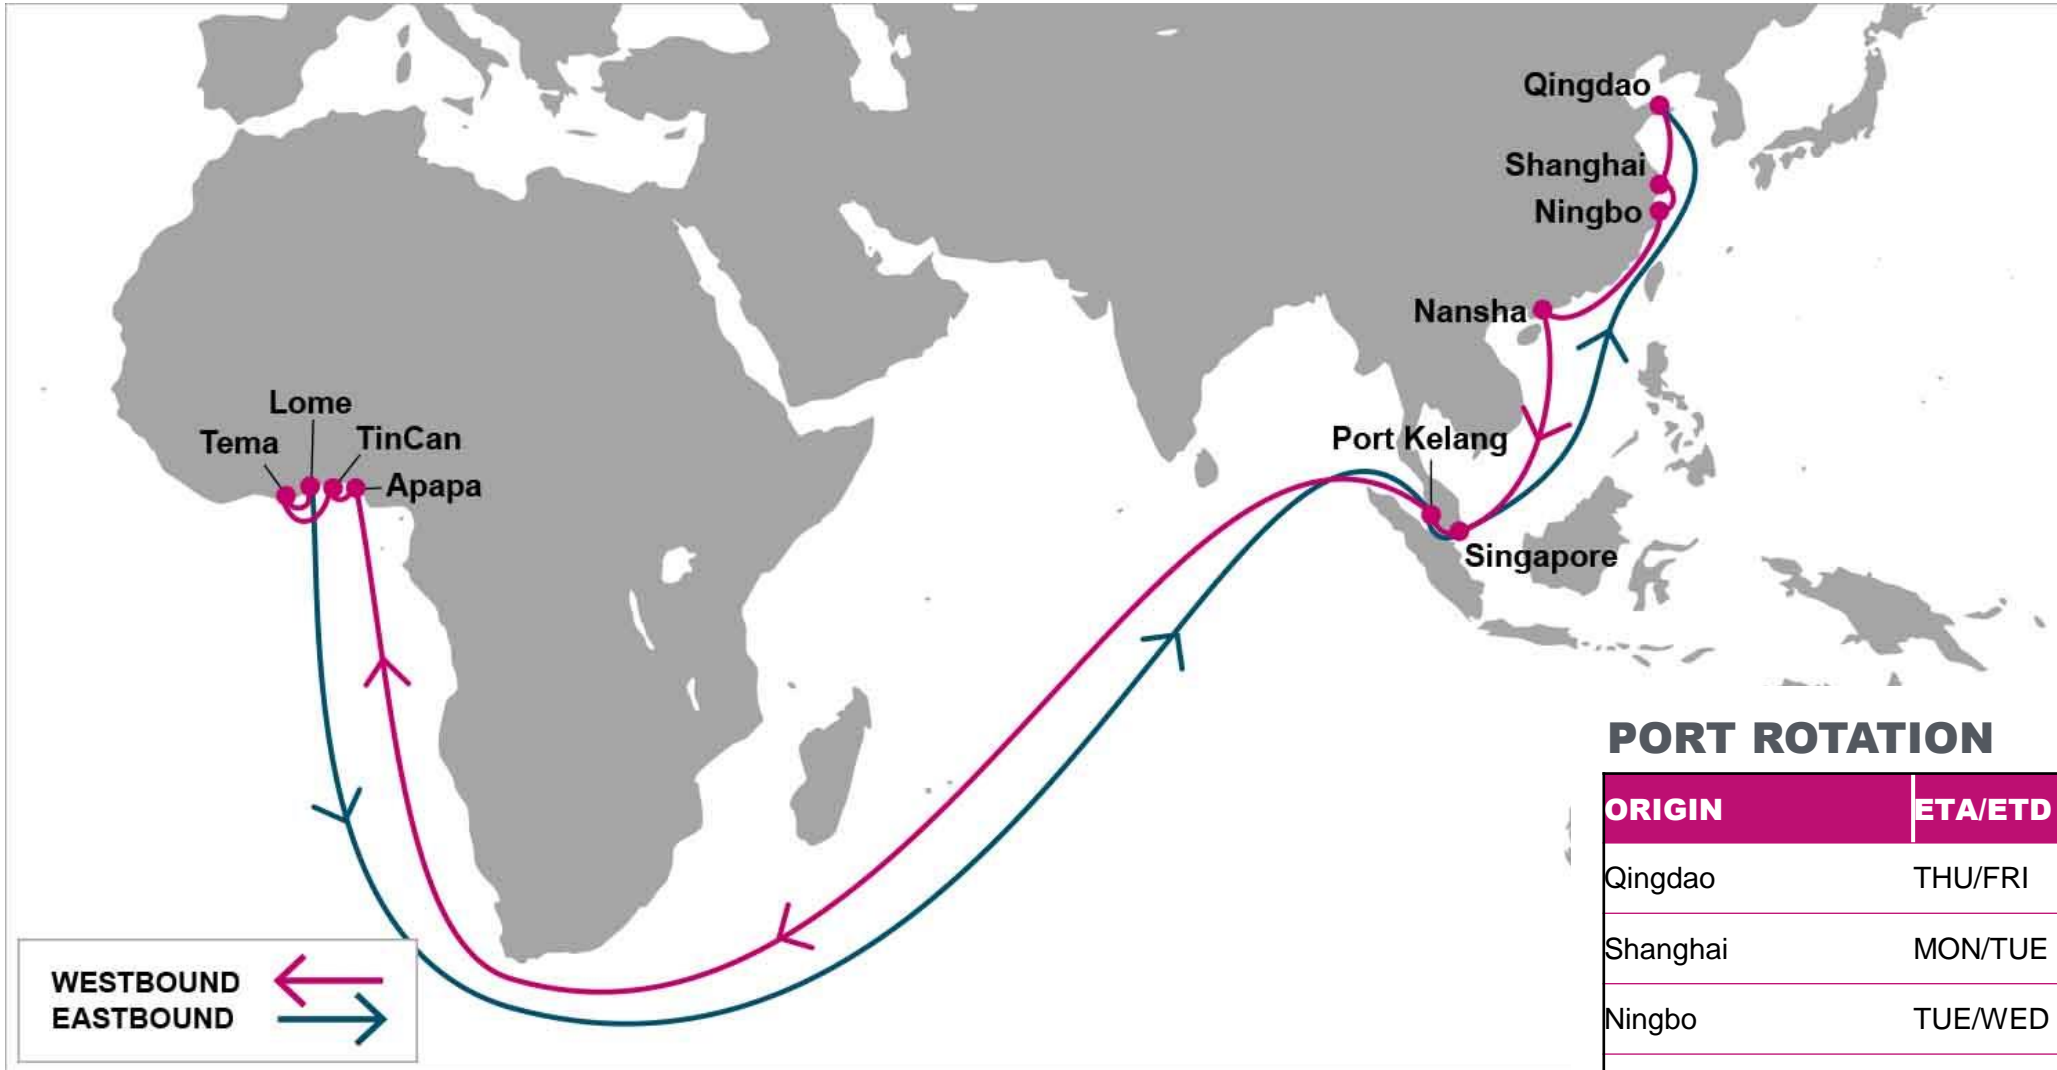 Qingdao
Shanghai
Ningbo
Nansha
Lome
Tema
TinCan
Apapa
Port Kelang
Singapore
WESTBOUND
EASTBOUND
PORT ROTATION
ORIGIN ETA/ETD
Qingdao THU/FRI
Shanghai MON/TUE
Ningbo TUE/WED